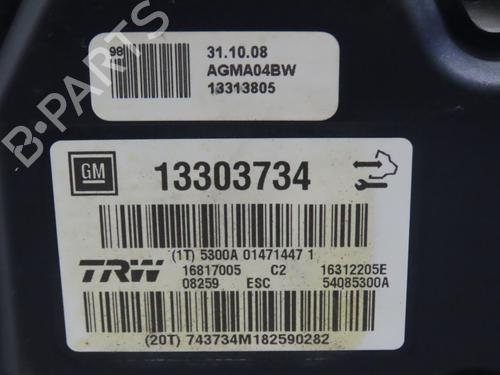 98
31.10.08
AGMA04BW
13313805
GM 13303734
(1T) 5300A 01471447 1
TRW 16817005 C2 16312205E
08259 ESC 54085300A
(20T) 743734M182590282
B-PARTS